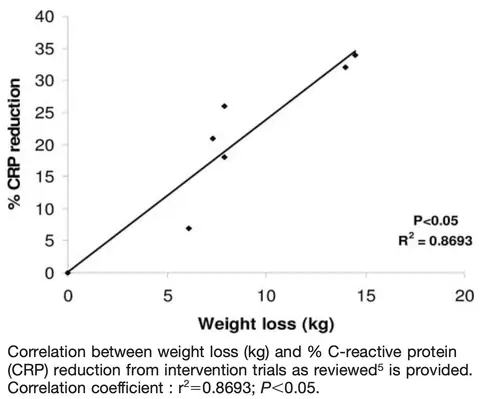 40
35
30
25
20
15
10
5
0
% CRP reduction
P<0.05
R² = 0.8693
0 5 10 15 20
Weight loss (kg)
Correlation between weight loss (kg) and % C-reactive protein
(CRP) reduction from intervention trials as reviewed⁵ is provided.
Correlation coefficient : r²=0.8693; P<0.05.